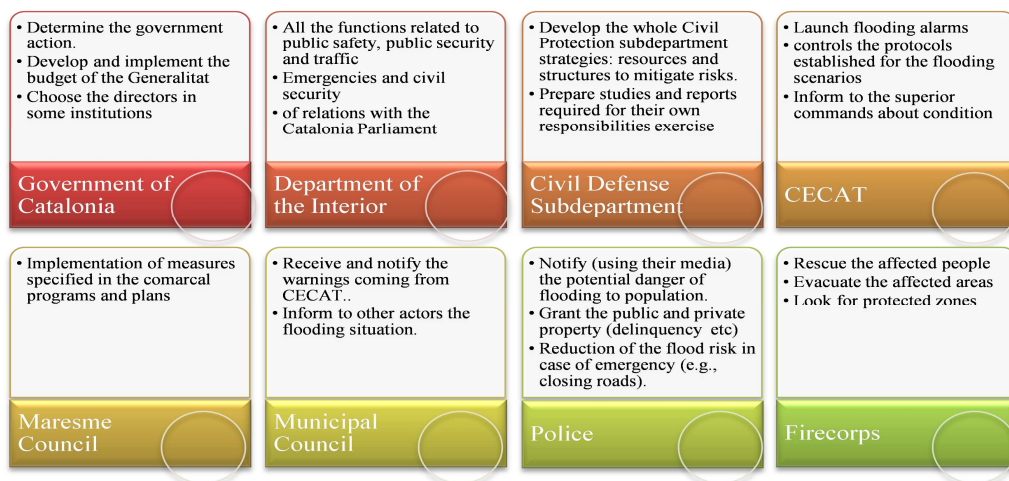 • Determine the government
action.
• Develop and implement the
budget of the Generalitat
• Choose the directors in
some institutions
Government of
Catalonia
• All the functions related to
public safety, public security
and traffic
• Emergencies and civil
security
• of relations with the
Catalonia Parliament
Department of
the Interior
• Develop the whole Civil
Protection subdepartment
strategies: resources and
structures to mitigate risks.
• Prepare studies and reports
required for their own
responsibilities exercise
Civil Defense
Subdepartment
• Launch flooding alarms
• controls the protocols
established for the flooding
scenarios
• Inform to the superior
commands about condition
CECAT
• Implementation of measures
specified in the comarcal
programs and plans
Maresme
Council
• Receive and notify the
warnings coming from
CECAT..
• Inform to other actors the
flooding situation.
Municipal
Council
• Notify (using their media)
the potential danger of
flooding to population.
• Grant the public and private
property (delinquency etc)
• Reduction of the flood risk in
case of emergency (e.g.,
closing roads).
Police
• Rescue the affected people
• Evacuate the affected areas
• Look for protected zones
Firecorps